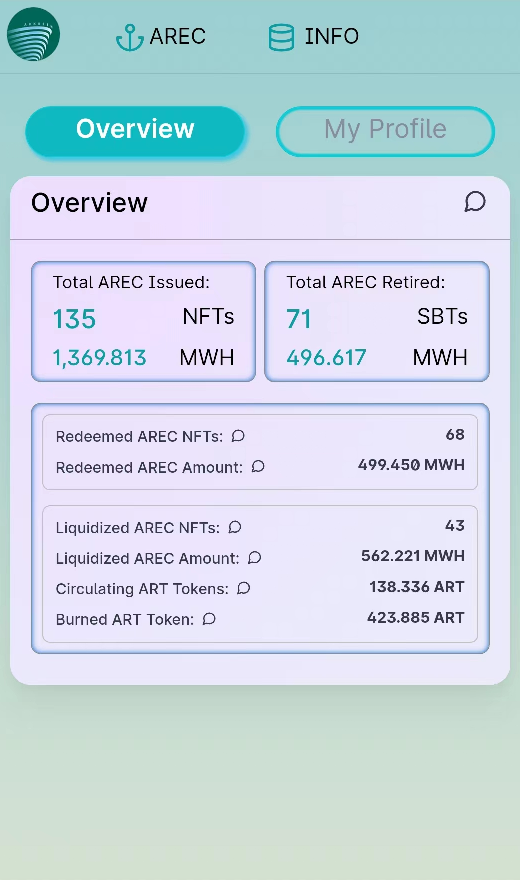 AREC INFO
Overview My Profile
Overview
Total AREC Issued: Total AREC Retired:
135 NFTs 71 SBTs
1,369.813 MWH 496.617 MWH
Redeemed AREC NFTs: 68
Redeemed AREC Amount: 499.450 MWH
Liquidized AREC NFTs: 43
Liquidized AREC Amount: 562.221 MWH
Circulating ART Tokens: 138.336 ART
Burned ART Token: 423.885 ART